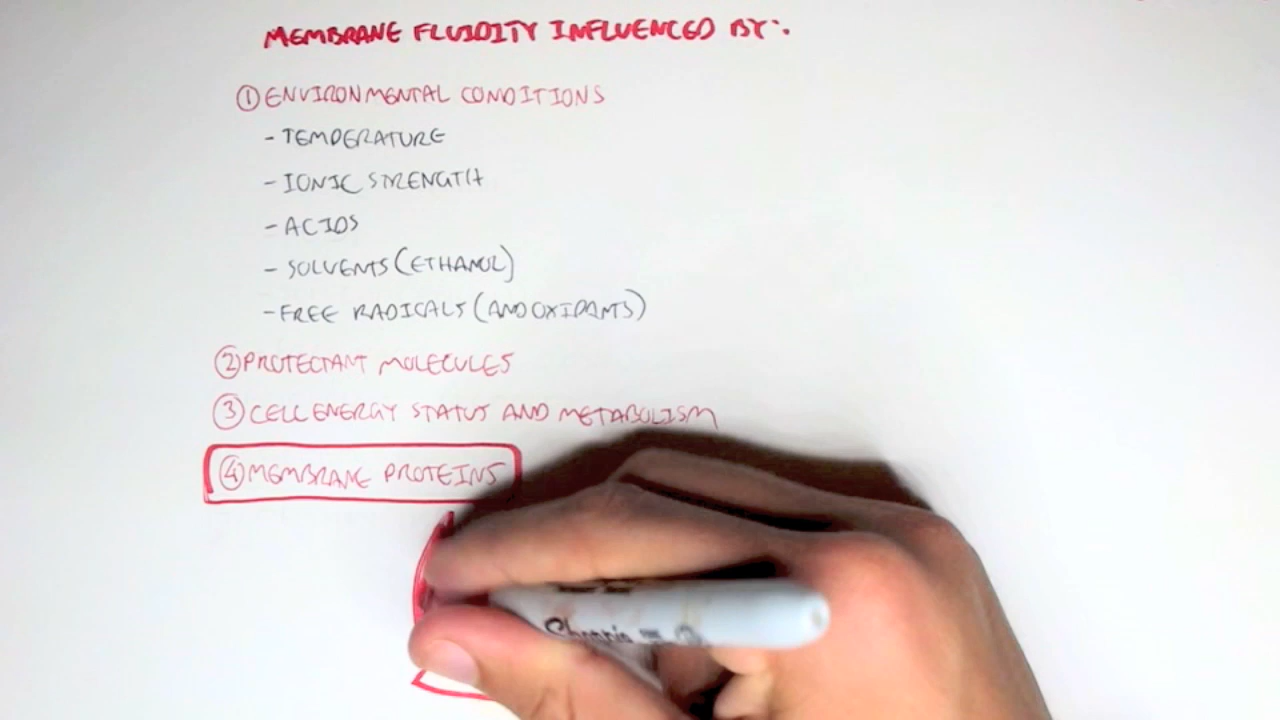 MEMBRANE FLUIDITY INFLUENCED BY:
① ENVIRONMENTAL CONDITIONS
- TEMPERATURE
- IONIC STRENGTH
- ACIDS
- SOLVENTS (ETHANOL)
- FREE RADICALS (AND OXIDANTS)
② PROTECTANT MOLECULES
③ CELL ENERGY STATUS AND METABOLISM
④ MEMBRANE PROTEINS
Sharpie